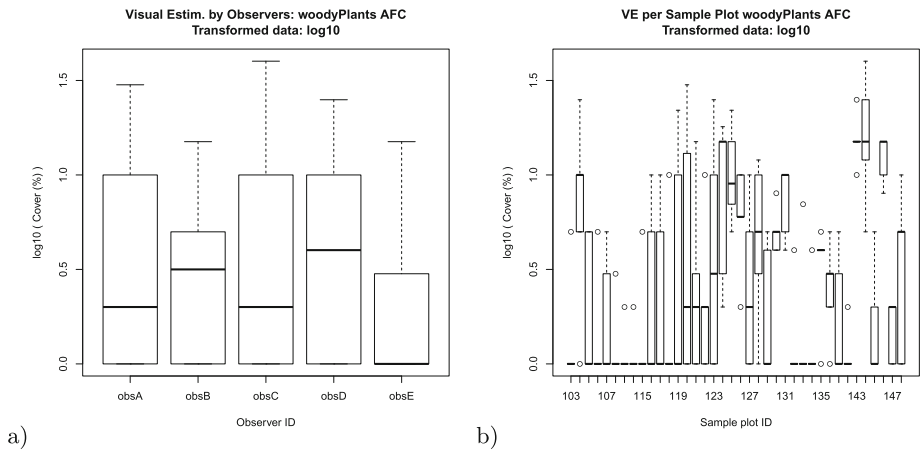 Visual Estim. by Observers: woodyPlants AFC
Transformed data: log10
log10 ( Cover (%) )
1.5
1.0
0.5
0.0
obsA obsB obsC obsD obsE
Observer ID
a)
VE per Sample Plot woodyPlants AFC
Transformed data: log10
log10 ( Cover (%) )
1.5
1.0
0.5
0.0
103 107 115 119 123 127 131 135 143 147
Sample plot ID
b)